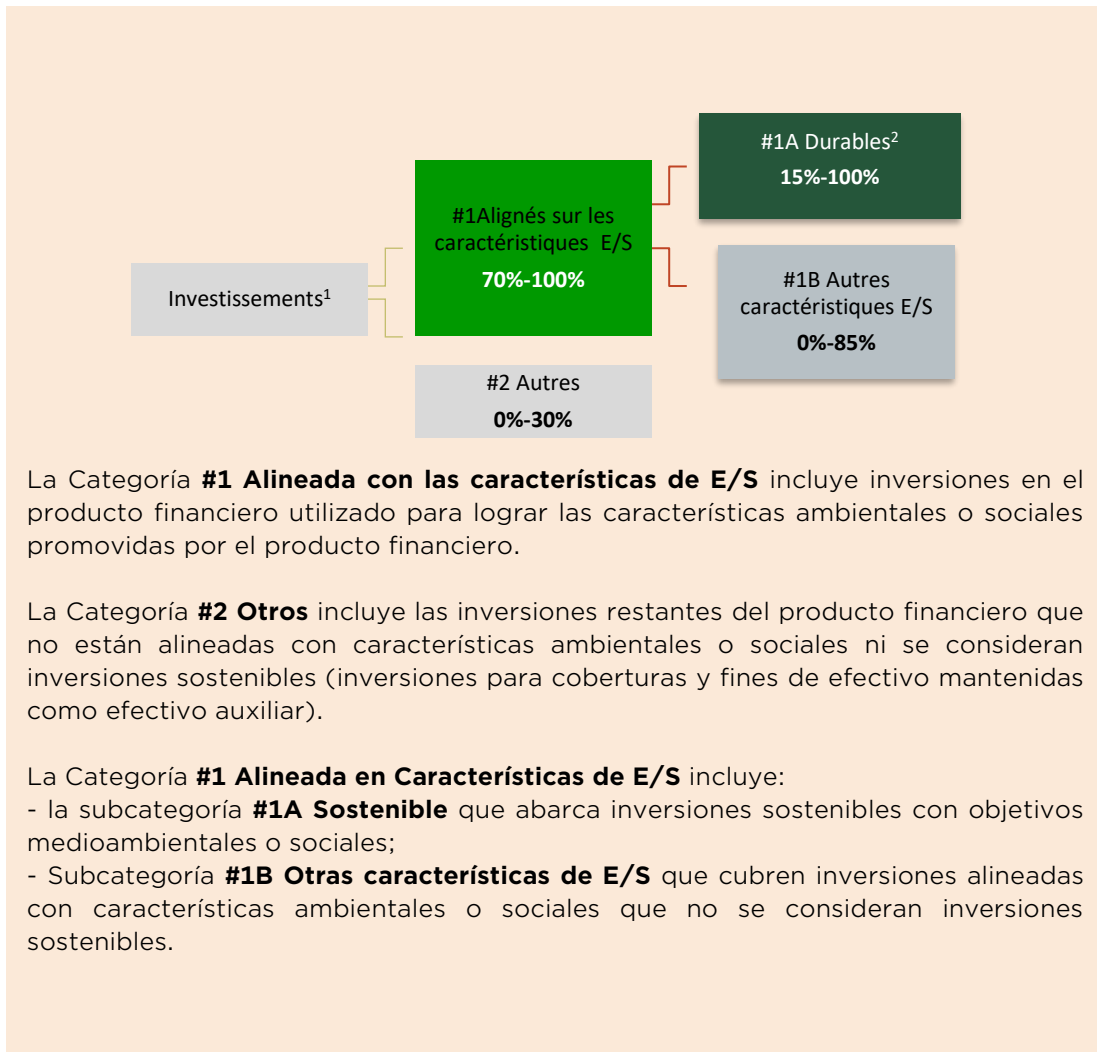 #1A Durables²
15%-100%
#1Alignés sur les
caractéristiques E/S
70%-100%
Investissements¹
#1B Autres
caractéristiques E/S
0%-85%
#2 Autres
0%-30%
La Categoría #1 Alineada con las características de E/S incluye inversiones en el
producto financiero utilizado para lograr las características ambientales o sociales
promovidas por el producto financiero.
La Categoría #2 Otros incluye las inversiones restantes del producto financiero que
no están alineadas con características ambientales o sociales ni se consideran
inversiones sostenibles (inversiones para coberturas y fines de efectivo mantenidas
como efectivo auxiliar).
La Categoría #1 Alineada en Características de E/S incluye:
- la subcategoría #1A Sostenible que abarca inversiones sostenibles con objetivos
medioambientales o sociales;
- Subcategoría #1B Otras características de E/S que cubren inversiones alineadas
con características ambientales o sociales que no se consideran inversiones
sostenibles.